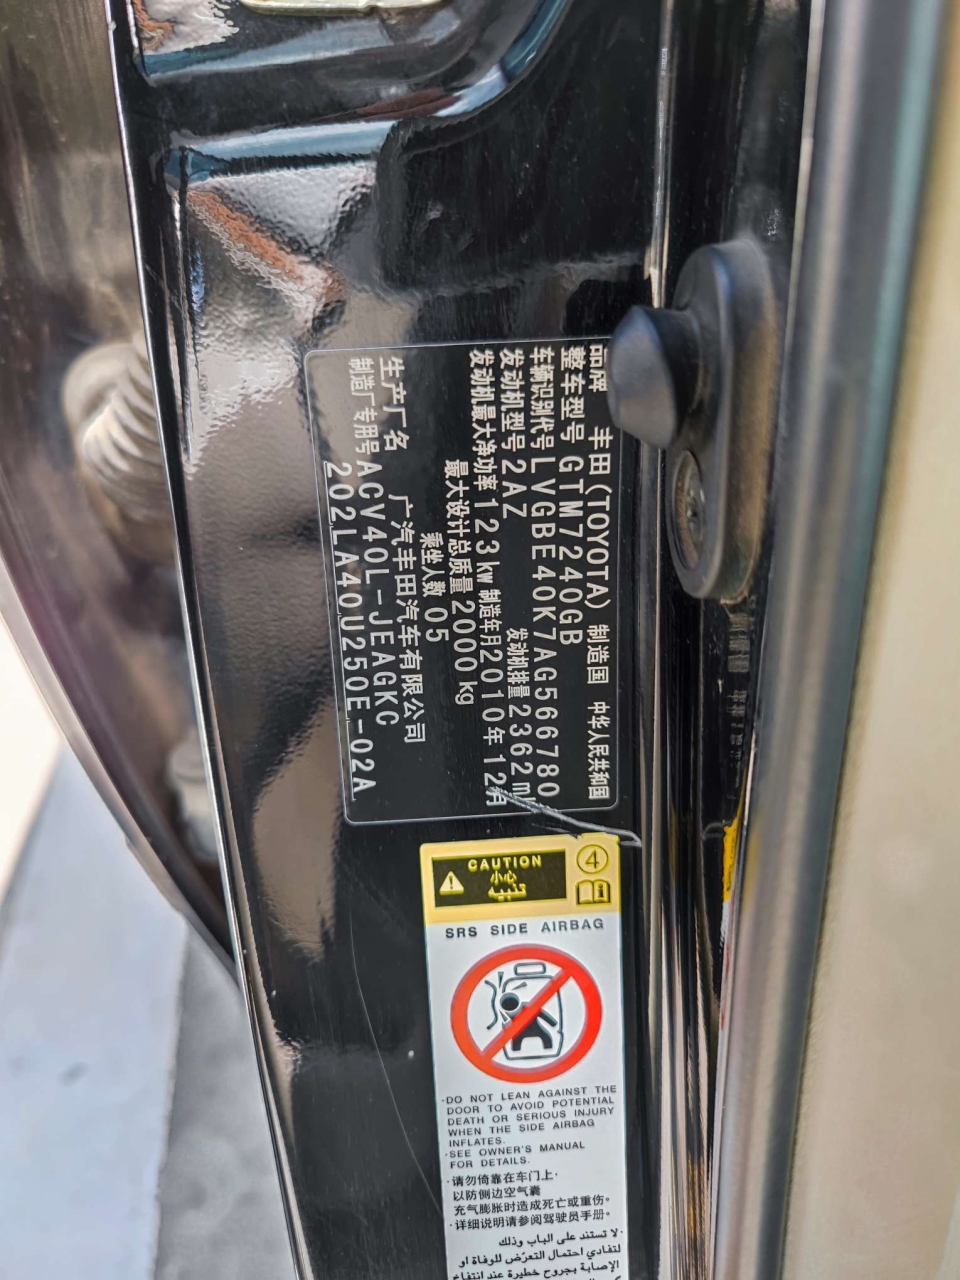 品牌 丰田(TOYOTA) 制造国 中华人民共和国
整车型号 GTM7240GB
车辆识别代号 LVGBE40K7AG566780
发动机型号 2AZ 发动机排量 2362ml
发动机最大净功率 123kw 制造年月 2010年12月
最大设计总质量 2000kg
乘坐人数 05
生产厂名 广汽丰田汽车有限公司
制造厂专用号 ACV40L-JEAGKC
202LA40U250E-02A
CAUTION
小心
تنبيه
4
SRS SIDE AIRBAG
·DO NOT LEAN AGAINST THE
DOOR TO AVOID POTENTIAL
DEATH OR SERIOUS INJURY
WHEN THE SIDE AIRBAG
INFLATES.
·SEE OWNER'S MANUAL
FOR DETAILS.
·请勿倚靠在车门上·
以防侧边空气囊
充气膨胀时造成死亡或重伤。
·详细说明请参阅驾驶员手册。
·لا تستند على الباب وذلك
لتفادي احتمال التعرّض للوفاة او
الإصابة بجروح خطيرة عند انتفاخ